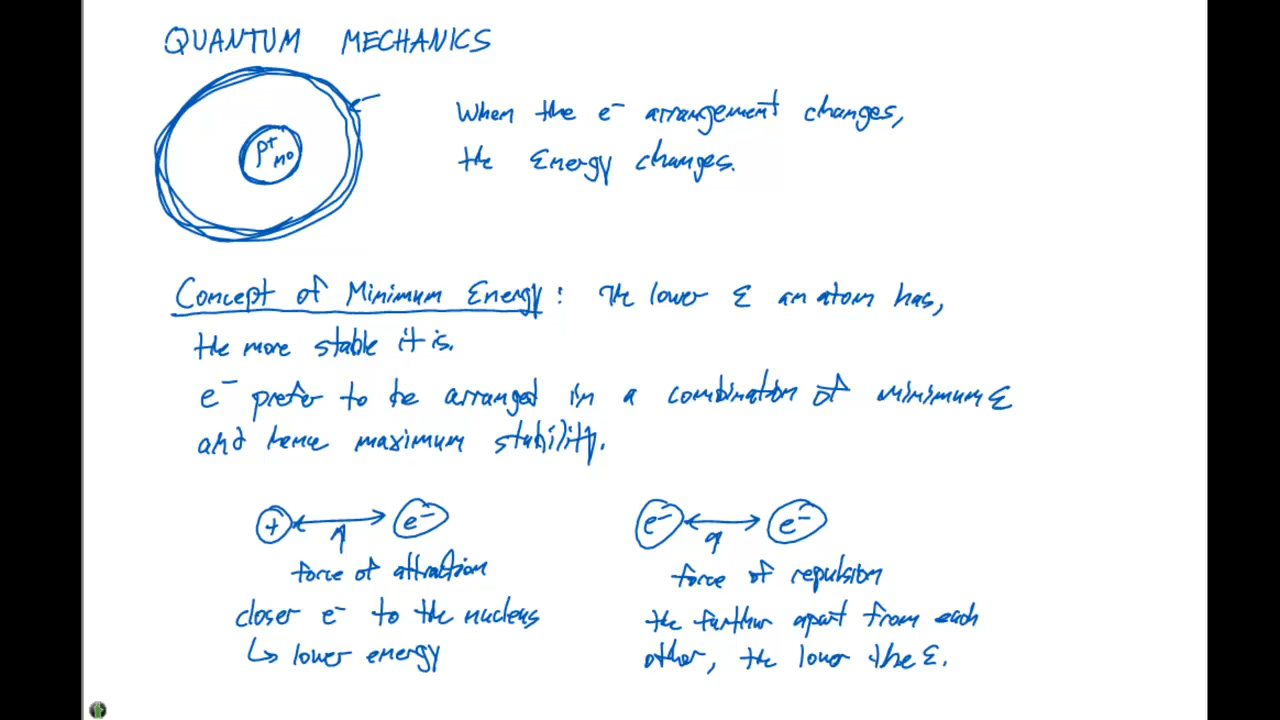 QUANTUM MECHANICS
p+
n0
When the e- arrangement changes,
the Energy changes.
Concept of Minimum Energy: The lower E an atom has,
the more stable it is.
e- prefer to be arranged in a combination of minimum E
and hence maximum stability.
+ e- e- e-
force of attraction force of repulsion
closer e- to the nucleus the further apart from each
↳ lower energy other, the lower the E.